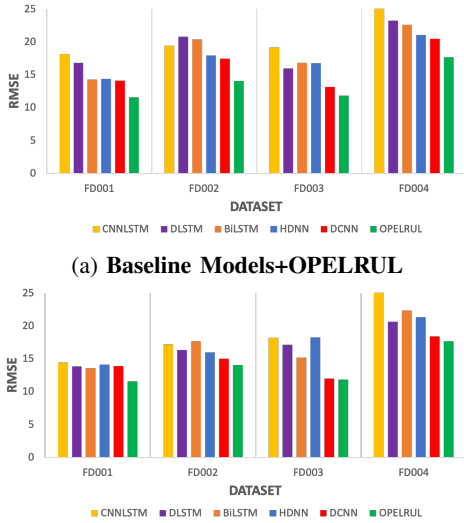 25
20
15
10
5
0
RMSE
FD001 FD002 FD003 FD004
DATASET
CNNLSTM DLSTM BiLSTM HDNN DCNN OPELRUL
(a) Baseline Models+OPELRUL
25
20
15
10
5
0
RMSE
FD001 FD002 FD003 FD004
DATASET
CNNLSTM DLSTM BiLSTM HDNN DCNN OPELRUL